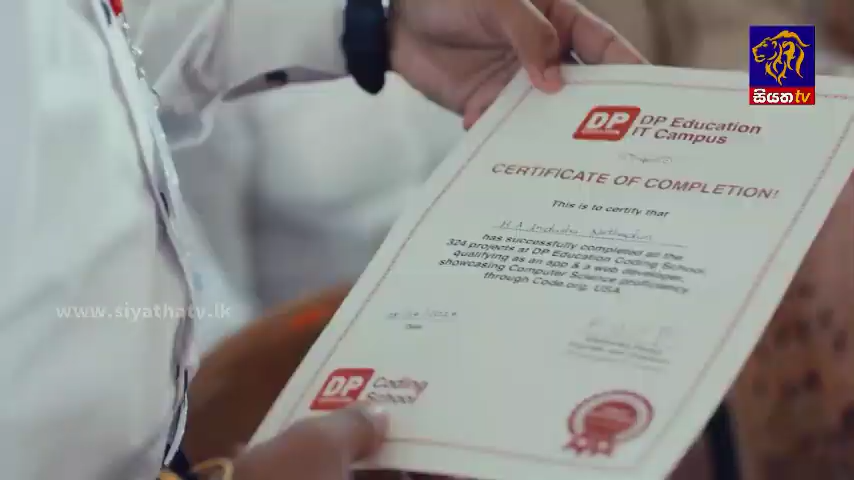 සියත tv
DP Education
IT Campus
CERTIFICATE OF COMPLETION!
This is to certify that
has successfully completed all the
324 projects at DP Education Coding School,
qualifying as an app & a web developer,
showcasing Computer Science proficiency
through Code.org, USA
www.siyathatv.lk
Date
DP Coding
School